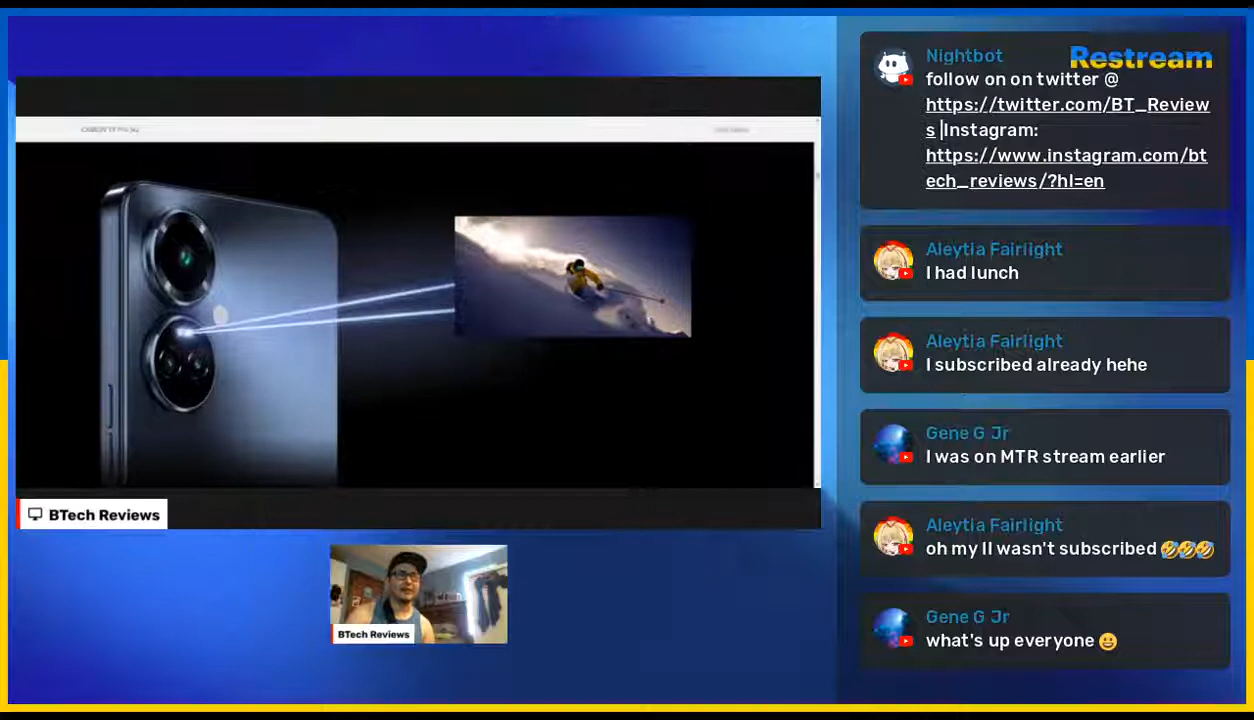 BTech Reviews
BTech Reviews
Restream
Nightbot
follow on on twitter @
https://twitter.com/BT_Review
s |Instagram:
https://www.instagram.com/bt
ech_reviews/?hl=en
Aleytia Fairlight
I had lunch
Aleytia Fairlight
I subscribed already hehe
Gene G Jr
I was on MTR stream earlier
Aleytia Fairlight
oh my II wasn't subscribed 🤣🤣🤣
Gene G Jr
what's up everyone 😀